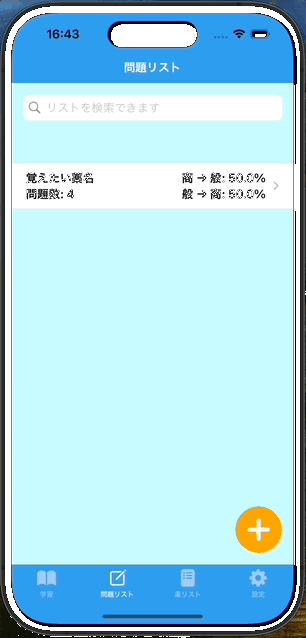 16:43
問題リスト
リストを検索できます
覚えたい薬名
商 → 般: 50.0%
問題数: 4
般 → 商: 50.0%
学習
問題リスト
薬リスト
設定